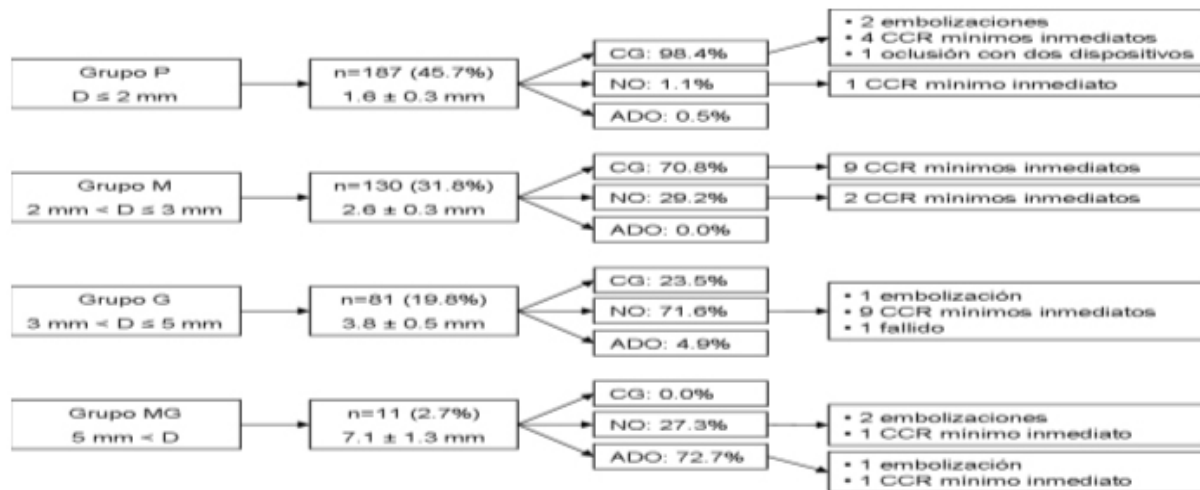 Grupo P
D ≤ 2 mm
n=187 (45.7%)
1.6 ± 0.3 mm
CG: 98.4%
NO: 1.1%
ADO: 0.5%
• 2 embolizaciones
• 4 CCR mínimos inmediatos
• 1 oclusión con dos dispositivos
1 CCR mínimo inmediato
Grupo M
2 mm < D ≤ 3 mm
n=130 (31.8%)
2.6 ± 0.3 mm
CG: 70.8%
NO: 29.2%
ADO: 0.0%
9 CCR mínimos inmediatos
2 CCR mínimos inmediatos
Grupo G
3 mm < D ≤ 5 mm
n=81 (19.8%)
3.8 ± 0.5 mm
CG: 23.5%
NO: 71.6%
ADO: 4.9%
• 1 embolización
• 9 CCR mínimos inmediatos
• 1 fallido
Grupo MG
5 mm < D
n=11 (2.7%)
7.1 ± 1.3 mm
CG: 0.0%
NO: 27.3%
ADO: 72.7%
• 2 embolizaciones
• 1 CCR mínimo inmediato
• 1 embolización
• 1 CCR mínimo inmediato